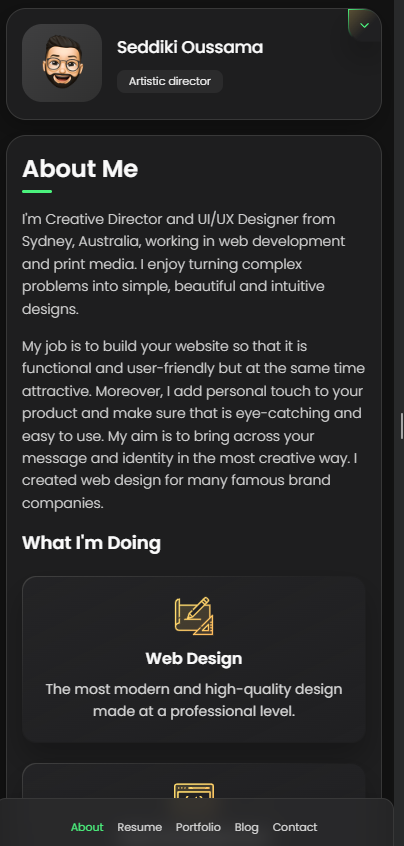 Seddiki Oussama
Artistic director
About Me
I'm Creative Director and UI/UX Designer from
Sydney, Australia, working in web development
and print media. I enjoy turning complex
problems into simple, beautiful and intuitive
designs.
My job is to build your website so that it is
functional and user-friendly but at the same time
attractive. Moreover, I add personal touch to your
product and make sure that is eye-catching and
easy to use. My aim is to bring across your
message and identity in the most creative way. I
created web design for many famous brand
companies.
What I'm Doing
Web Design
The most modern and high-quality design
made at a professional level.
About Resume Portfolio Blog Contact